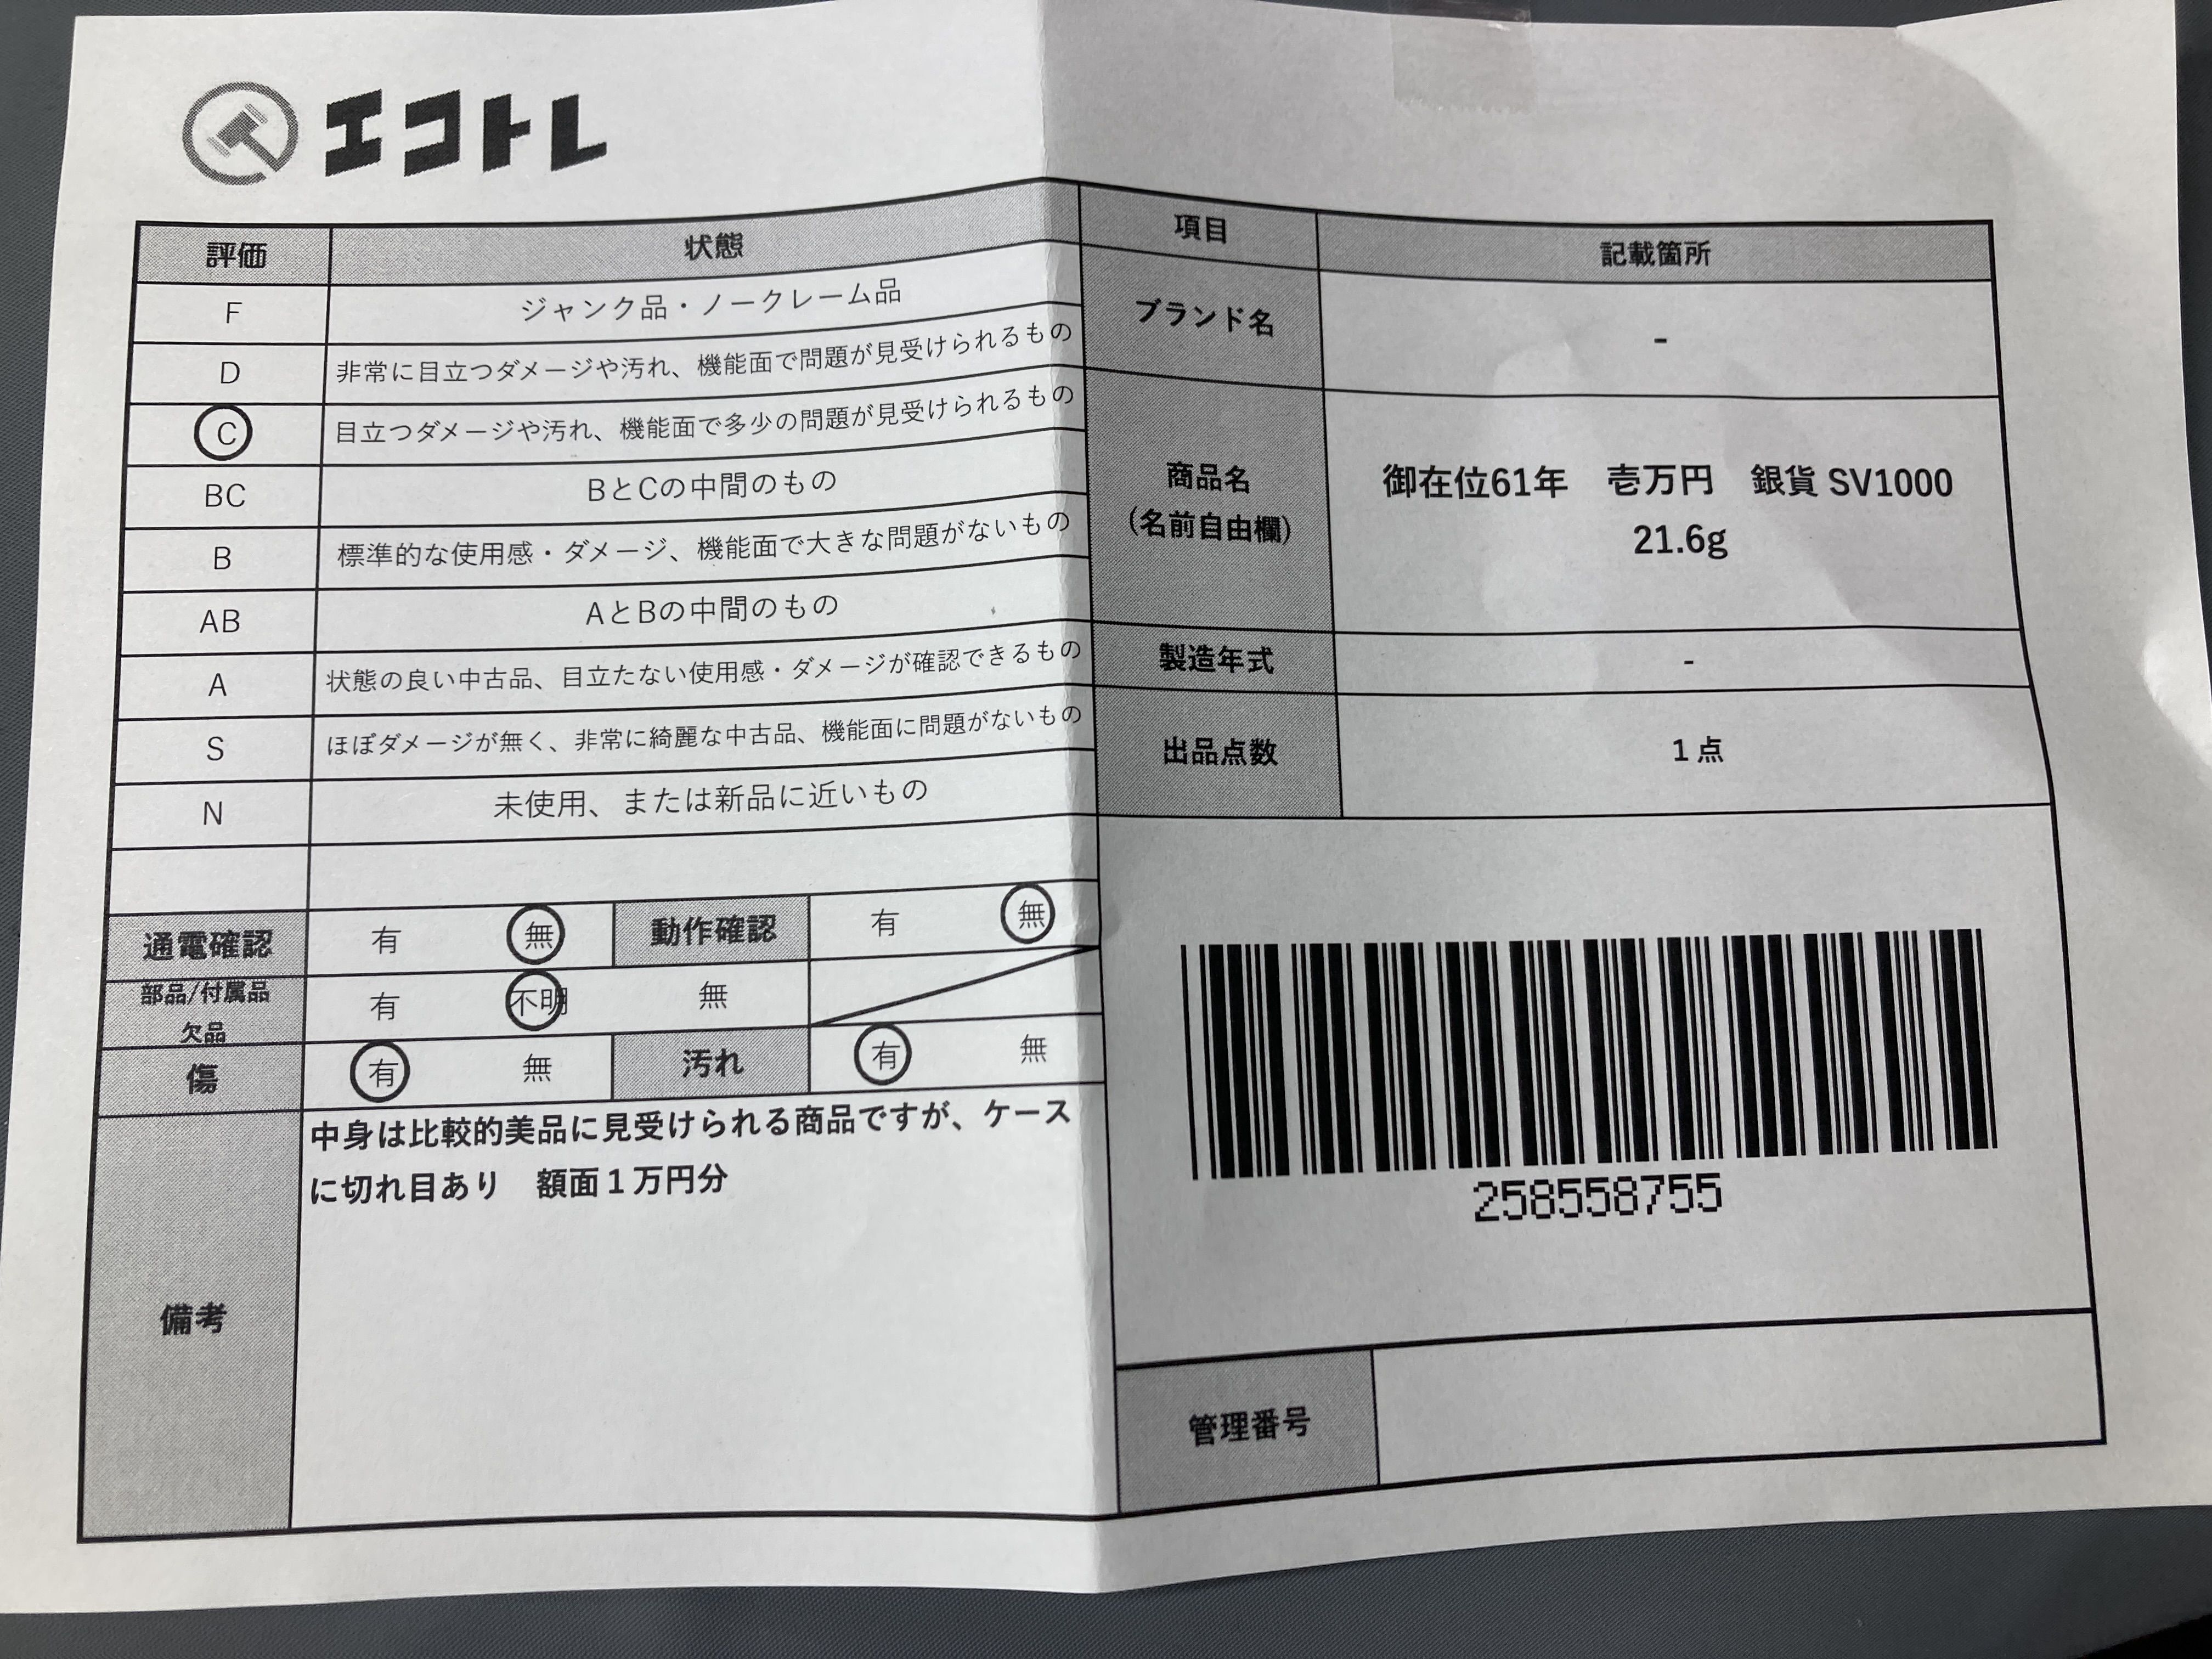 エコトレ
評価 状態
F ジャンク品・ノークレーム品
D 非常に目立つダメージや汚れ、機能面で問題が見受けられるもの
C 目立つダメージや汚れ、機能面で多少の問題が見受けられるもの
BC BとCの中間のもの
B 標準的な使用感・ダメージ、機能面で大きな問題がないもの
AB AとBの中間のもの
A 状態の良い中古品、目立たない使用感・ダメージが確認できるもの
S ほぼダメージが無く、非常に綺麗な中古品、機能面に問題がないもの
N 未使用、または新品に近いもの
通電確認 有 無 動作確認 有 無
部品/付属品
欠品 有 不明 無
傷 有 無 汚れ 有 無
備考
中身は比較的美品に見受けられる商品ですが、ケース
に切れ目あり　額面１万円分
項目 記載箇所
ブランド名 -
商品名
（名前自由欄）
御在位61年　壱万円　銀貨 SV1000
21.6g
製造年式 -
出品点数 1 点
258558755
管理番号